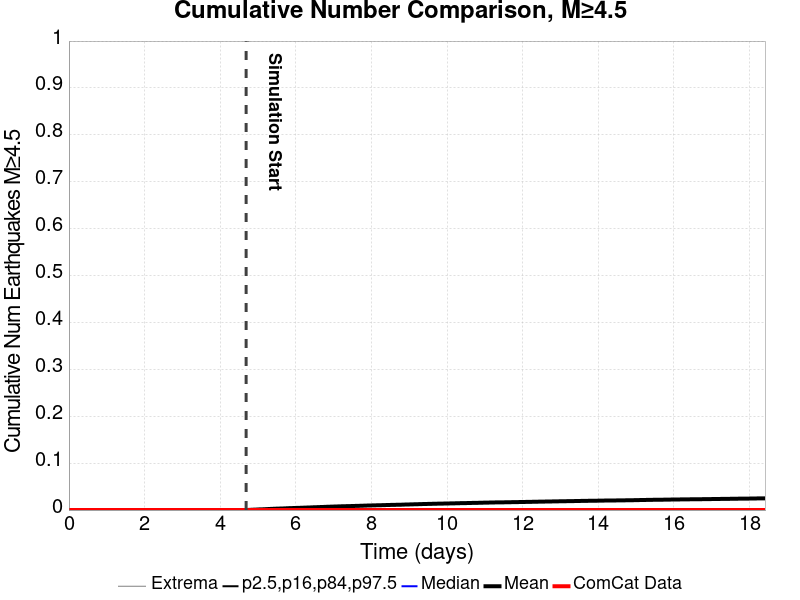 Cumulative Number Comparison, M≥4.5
Cumulative Num Earthquakes M≥4.5
1
0.9
0.8
0.7
0.6
0.5
0.4
0.3
0.2
0.1
0
Simulation Start
0 2 4 6 8 10 12 14 16 18
Time (days)
Extrema p2.5,p16,p84,p97.5 Median Mean ComCat Data